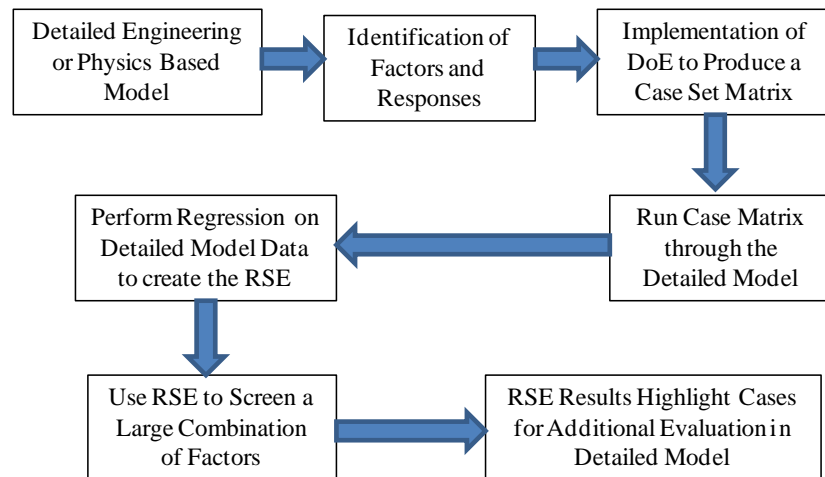 Detailed Engineering
or Physics Based
Model
Identification of
Factors and
Responses
Implementation of
DoE to Produce a
Case Set Matrix
Run Case Matrix
through the
Detailed Model
Perform Regression on
Detailed Model Data
to create the RSE
Use RSE to Screen a
Large Combination
of Factors
RSE Results Highlight Cases
for Additional Evaluation in
Detailed Model